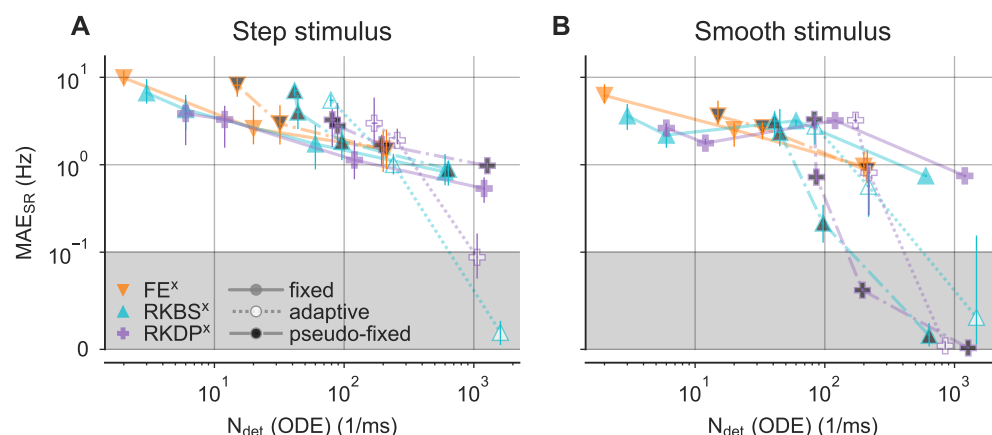 A
Step stimulus
B
Smooth stimulus
MAE_SR (Hz)
10^1
10^0
10^−1
0
FE^x
RKBS^x
RKDP^x
fixed
adaptive
pseudo-fixed
10^1
10^2
10^3
10^1
10^2
10^3
N_det (ODE) (1/ms)
N_det (ODE) (1/ms)